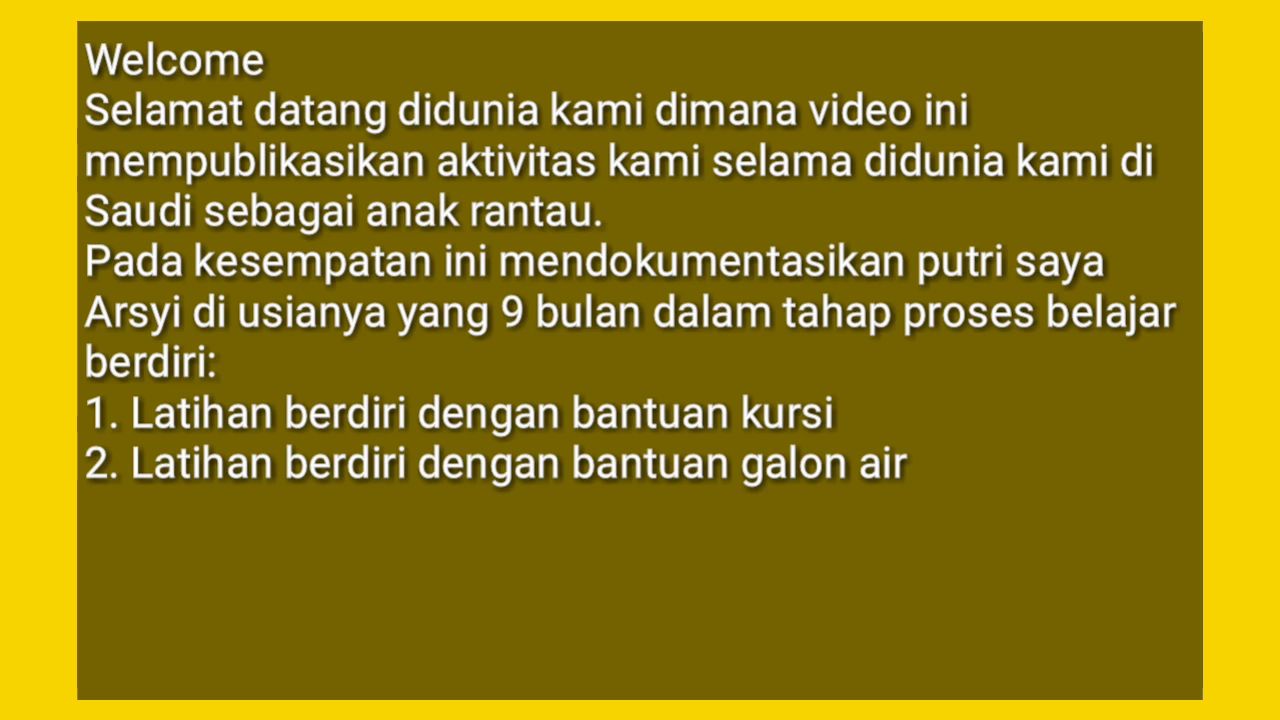 Welcome
Selamat datang didunia kami dimana video ini
mempublikasikan aktivitas kami selama didunia kami di
Saudi sebagai anak rantau.
Pada kesempatan ini mendokumentasikan putri saya
Arsyi di usianya yang 9 bulan dalam tahap proses belajar
berdiri:
1. Latihan berdiri dengan bantuan kursi
2. Latihan berdiri dengan bantuan galon air